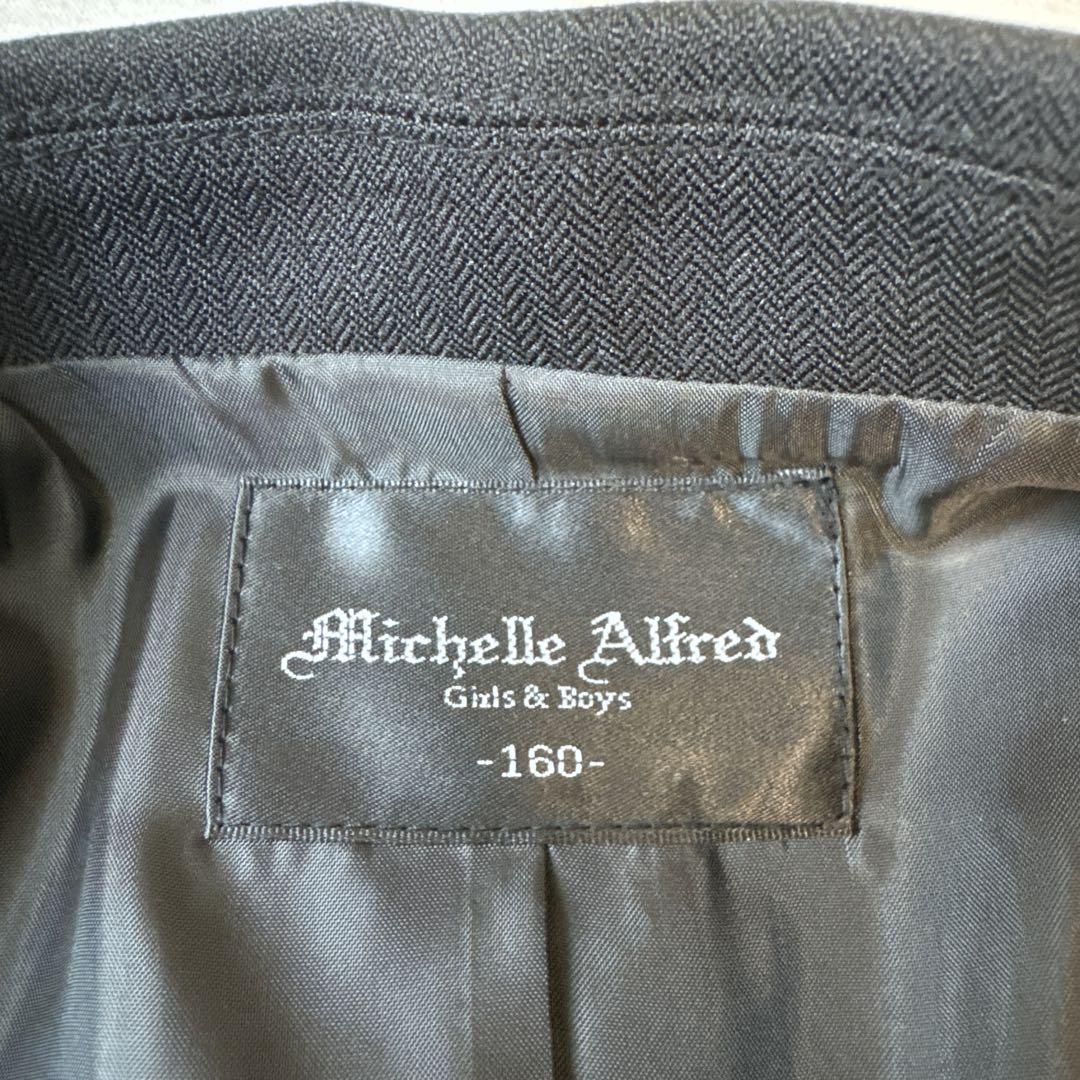 Michelle Alfred
Girls & Boys
-160-